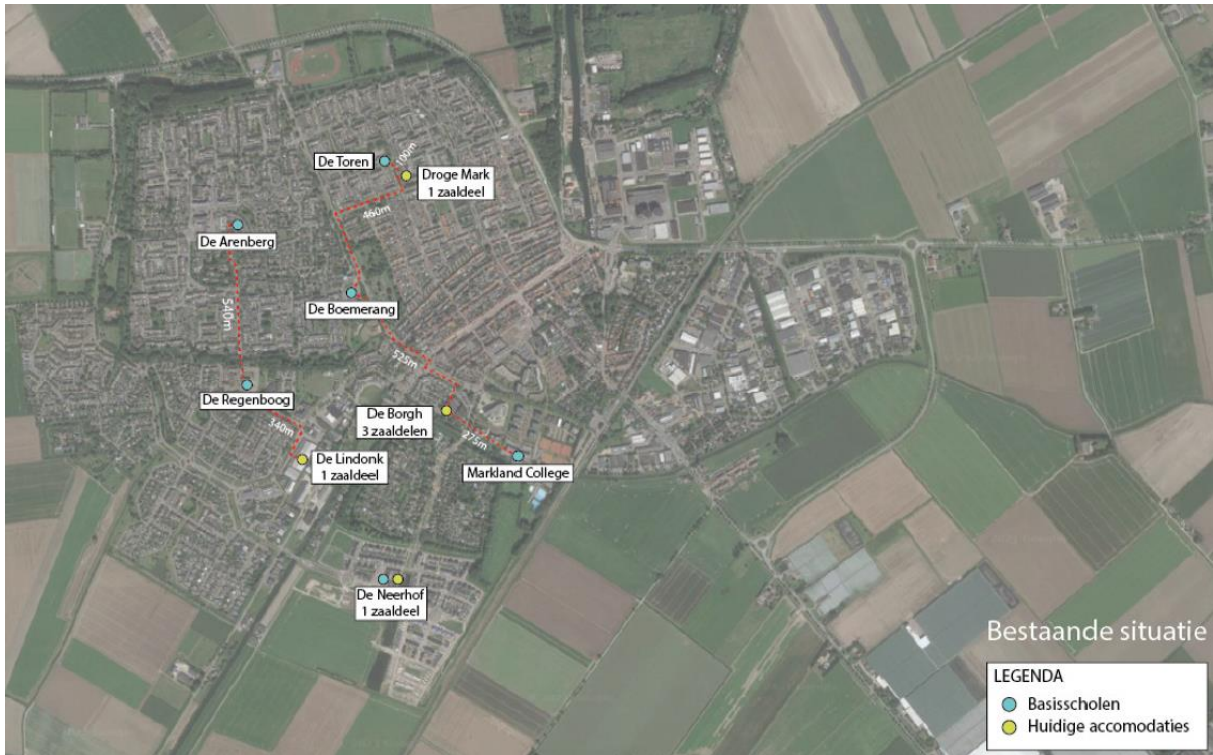 De Toren
100m
Droge Mark
1 zaaldeel
460m
De Arenberg
De Boemerang
540m
525m
De Regenboog
De Borgh
3 zaaldelen
340m
275m
De Lindonk
1 zaaldeel
Markland College
De Neerhof
1 zaaldeel
Bestaande situatie
LEGENDA
Basisscholen
Huidige accomodaties